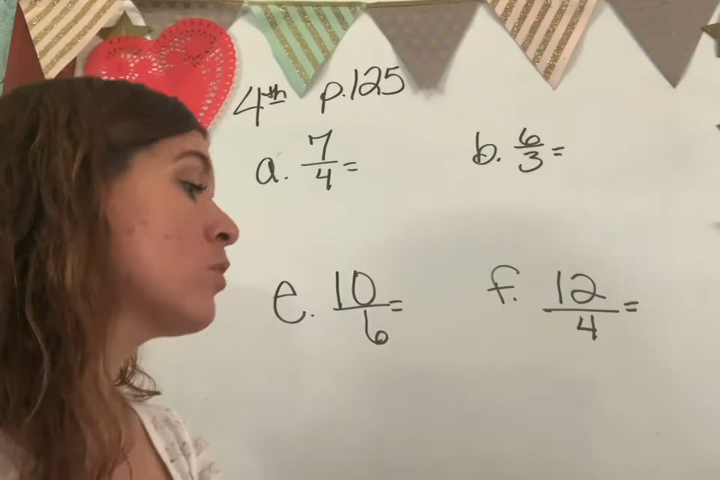 4th p.125
a. 7/4 = b. 6/3 =
e. 10/6 = f. 12/4 =